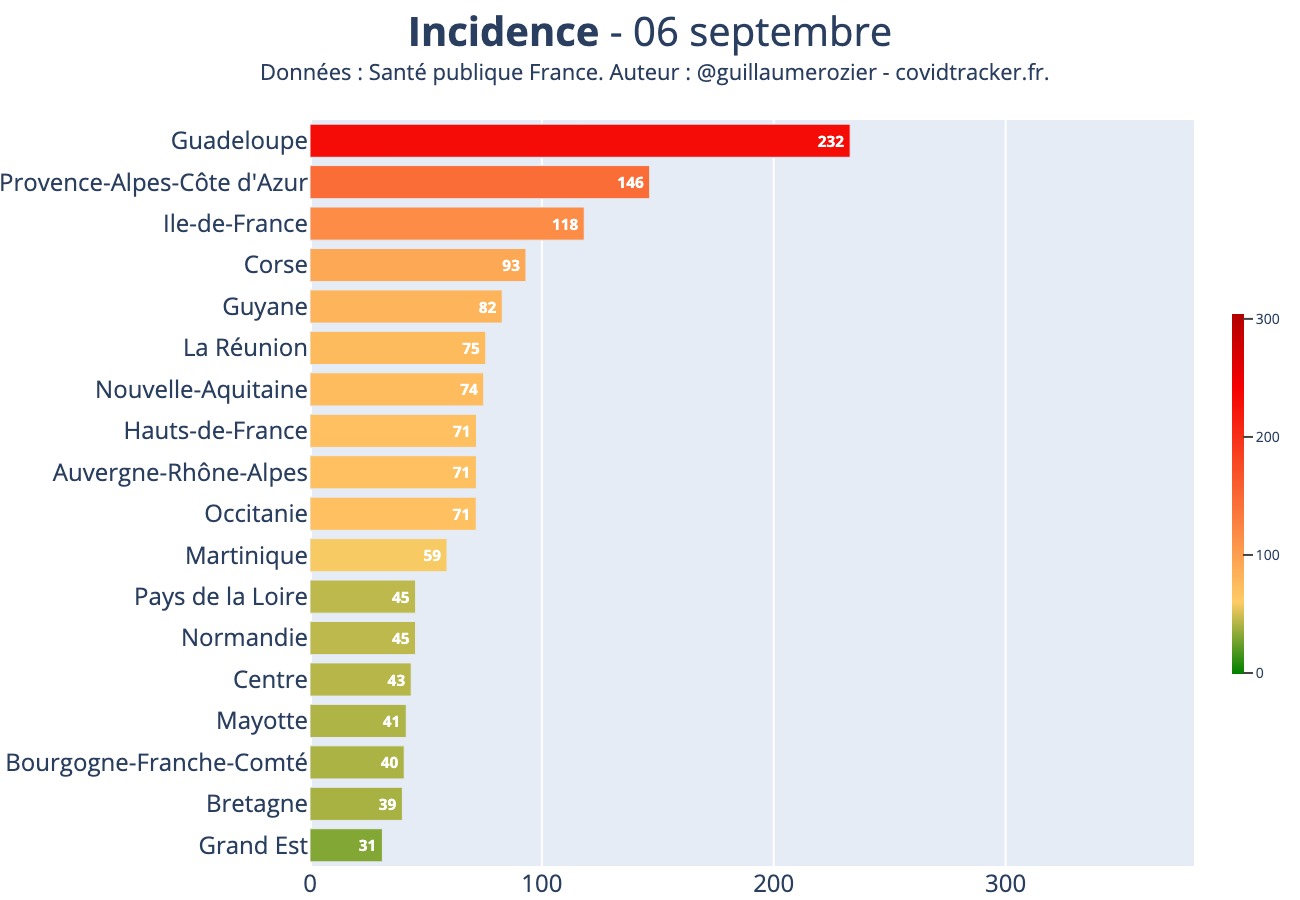 Incidence - 06 septembre
Données : Santé publique France. Auteur : @guillaumerozier - covidtracker.fr.
Guadeloupe 232
Provence-Alpes-Côte d'Azur 146
Ile-de-France 118
Corse 93
Guyane 82
La Réunion 75
Nouvelle-Aquitaine 74
Hauts-de-France 71
Auvergne-Rhône-Alpes 71
Occitanie 71
Martinique 59
Pays de la Loire 45
Normandie 45
Centre 43
Mayotte 41
Bourgogne-Franche-Comté 40
Bretagne 39
Grand Est 31
0 100 200 300
300
200
100
0